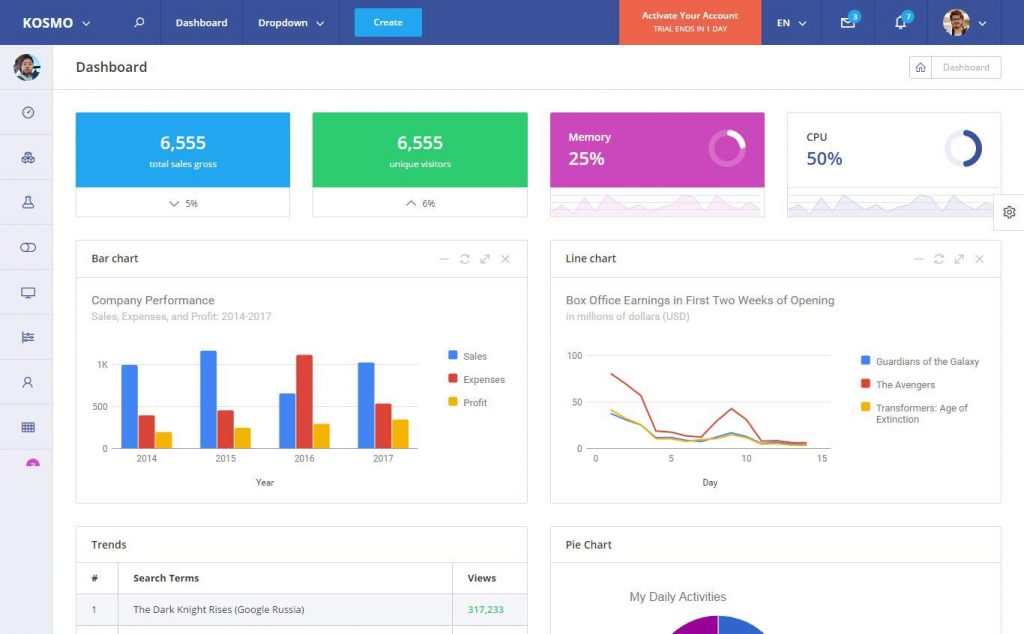 KOSMO
Dashboard
Dropdown
Create
Activate Your Account
TRIAL ENDS IN 1 DAY
EN
3
7
Dashboard
Dashboard
6,555
total sales gross
5%
6,555
unique visitors
6%
Memory
25%
CPU
50%
Bar chart
Company Performance
Sales, Expenses, and Profit: 2014-2017
1K
500
0
2014 2015 2016 2017
Year
Sales
Expenses
Profit
Line chart
Box Office Earnings in First Two Weeks of Opening
in millions of dollars (USD)
100
50
0
0 5 10 15
Day
Guardians of the Galaxy
The Avengers
Transformers: Age of
Extinction
Trends
# Search Terms Views
1 The Dark Knight Rises (Google Russia) 317,233
Pie Chart
My Daily Activities